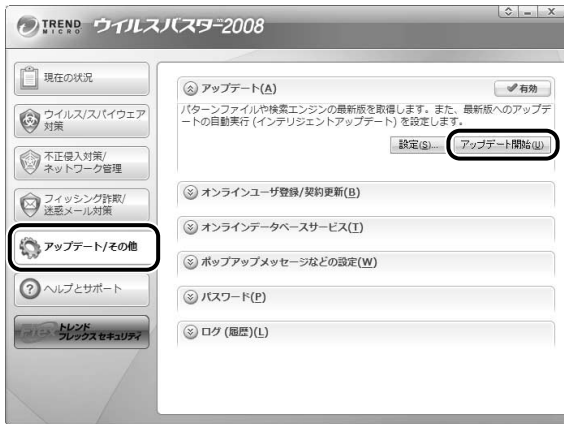 TREND MICRO ウイルスバスター2008
現在の状況
ウイルス/スパイウェア
対策
不正侵入対策/
ネットワーク管理
フィッシング詐欺/
迷惑メール対策
アップデート/その他
ヘルプとサポート
トレンド
フレックス セキュリティ
アップデート(A)
有効
パターンファイルや検索エンジンの最新版を取得します。また、最新版へのアップデ
ートの自動実行 (インテリジェントアップデート) を設定します。
設定(S)...
アップデート開始(U)
オンラインユーザ登録/契約更新(B)
オンラインデータベースサービス(T)
ポップアップメッセージなどの設定(W)
パスワード(P)
ログ (履歴)(L)